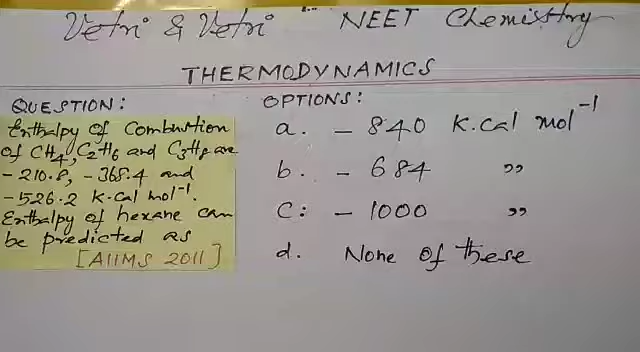 Vetri & Vetri NEET Chemistry
THERMODYNAMICS
QUESTION:
Enthalpy of Combustion
of CH4, C2H6 and C3H8 are
- 210.8, - 368.4 and
- 526.2 k.Cal mol-1.
Enthalpy of hexane can
be predicted as
[AIIMS 2011]
OPTIONS:
a. - 840 K.Cal mol-1
b. - 684 ,,
C: - 1000 ,,
d. None of these